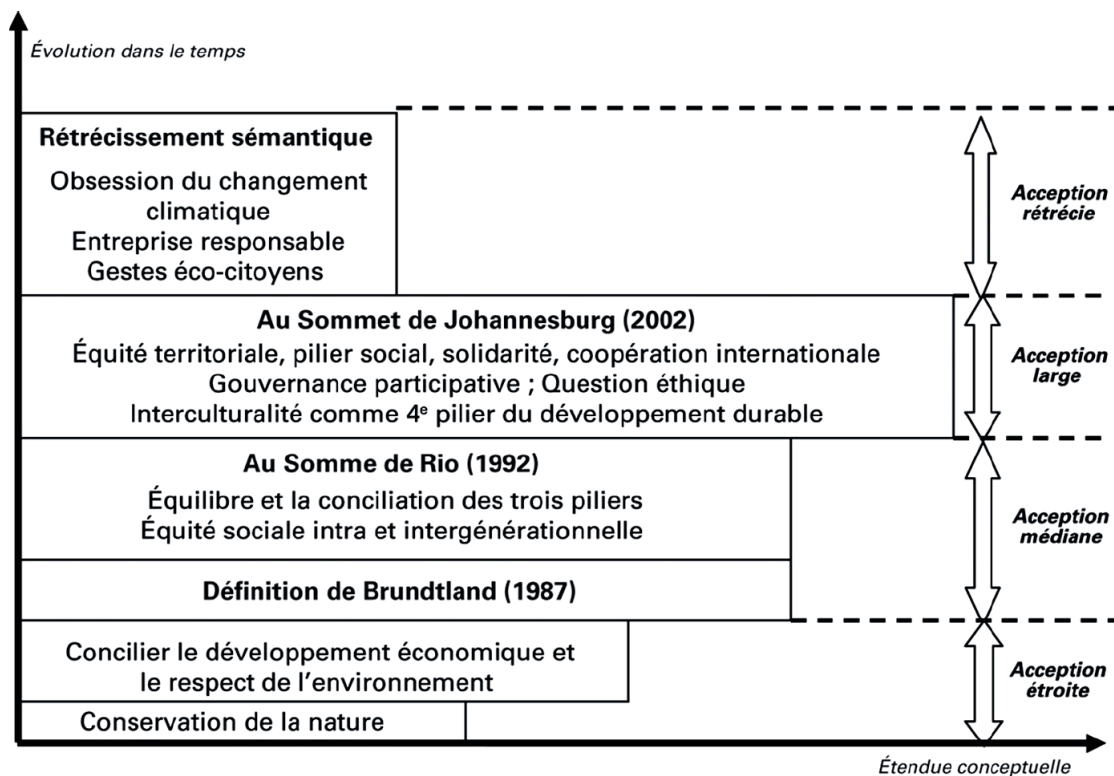 Évolution dans le temps
Rétrécissement sémantique
Obsession du changement
climatique
Entreprise responsable
Gestes éco-citoyens
Acception
rétrécie
Au Sommet de Johannesburg (2002)
Équité territoriale, pilier social, solidarité, coopération internationale
Gouvernance participative ; Question éthique
Interculturalité comme 4e pilier du développement durable
Acception
large
Au Somme de Rio (1992)
Équilibre et la conciliation des trois piliers
Équité sociale intra et intergénérationnelle
Acception
médiane
Définition de Brundtland (1987)
Concilier le développement économique et
le respect de l'environnement
Acception
étroite
Conservation de la nature
Étendue conceptuelle